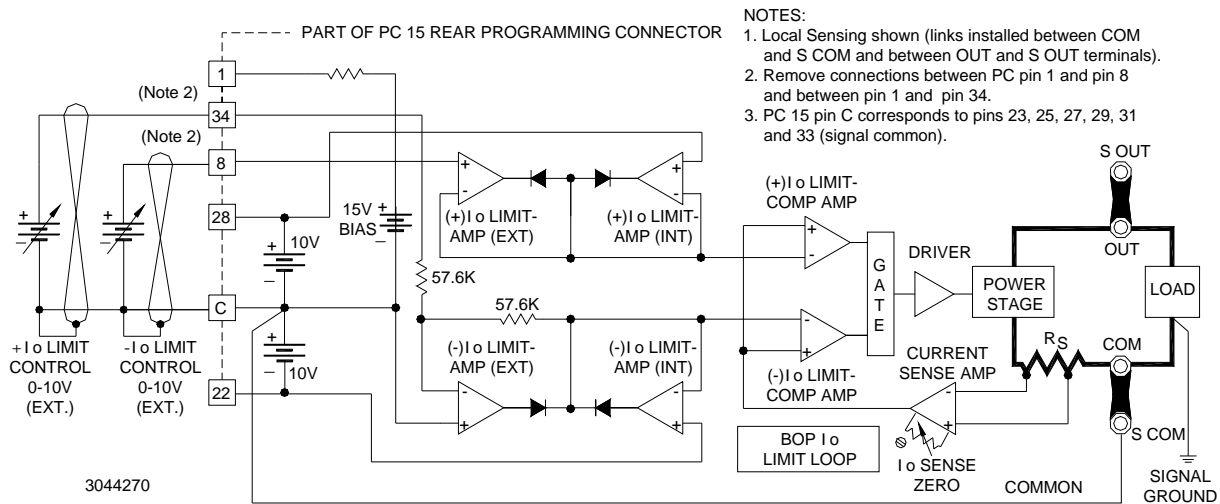 PART OF PC 15 REAR PROGRAMMING CONNECTOR
NOTES:
1. Local Sensing shown (links installed between COM
and S COM and between OUT and S OUT terminals).
2. Remove connections between PC pin 1 and pin 8
and between pin 1 and pin 34.
3. PC 15 pin C corresponds to pins 23, 25, 27, 29, 31
and 33 (signal common).
1
(Note 2)
34
(Note 2)
8
28
C
22
+
–
+
–
+
–
10V
15V
BIAS
+
–
+
–
10V
57.6K
57.6K
+
-
(+)I o LIMIT-
AMP (EXT)
+
-
(+)I o LIMIT-
AMP (INT)
(-)I o LIMIT-
AMP (EXT)
-
+
(-)I o LIMIT-
AMP (INT)
-
+
(+)I o LIMIT-
COMP AMP
+
-
-
+
(-)I o LIMIT-
COMP AMP
GATE
DRIVER
POWER
STAGE
S OUT
OUT
LOAD
RS
COM
CURRENT
SENSE AMP
-
+
S COM
I o SENSE
ZERO
BOP I o
LIMIT LOOP
COMMON
SIGNAL
GROUND
+I o LIMIT
CONTROL
0-10V
(EXT.)
-I o LIMIT
CONTROL
0-10V
(EXT.)
3044270